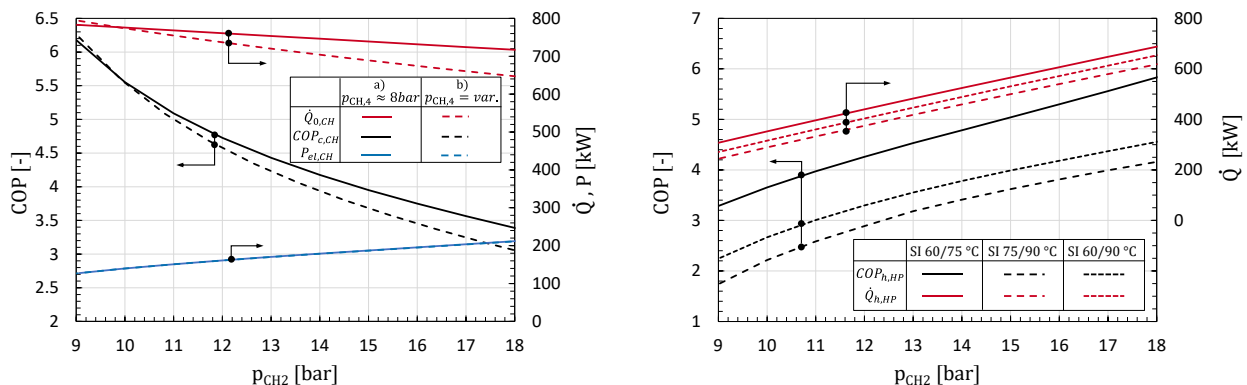 6.5
6
5.5
5
4.5
4
3.5
3
2.5
2
COP [-]
800
700
600
500
400
300
200
100
0
Q̇ , P [kW]
a) b)
p_CH,4 ≈ 8bar p_CH,4 = var.
Q̇_0,CH
COP_c,CH
P_el,CH
9 10 11 12 13 14 15 16 17 18
p_CH2 [bar]
7
6
5
4
3
2
1
COP [-]
800
600
400
200
0
Q̇ [kW]
SI 60/75 °C SI 75/90 °C SI 60/90 °C
COP_h,HP
Q̇_h,HP
9 10 11 12 13 14 15 16 17 18
p_CH2 [bar]